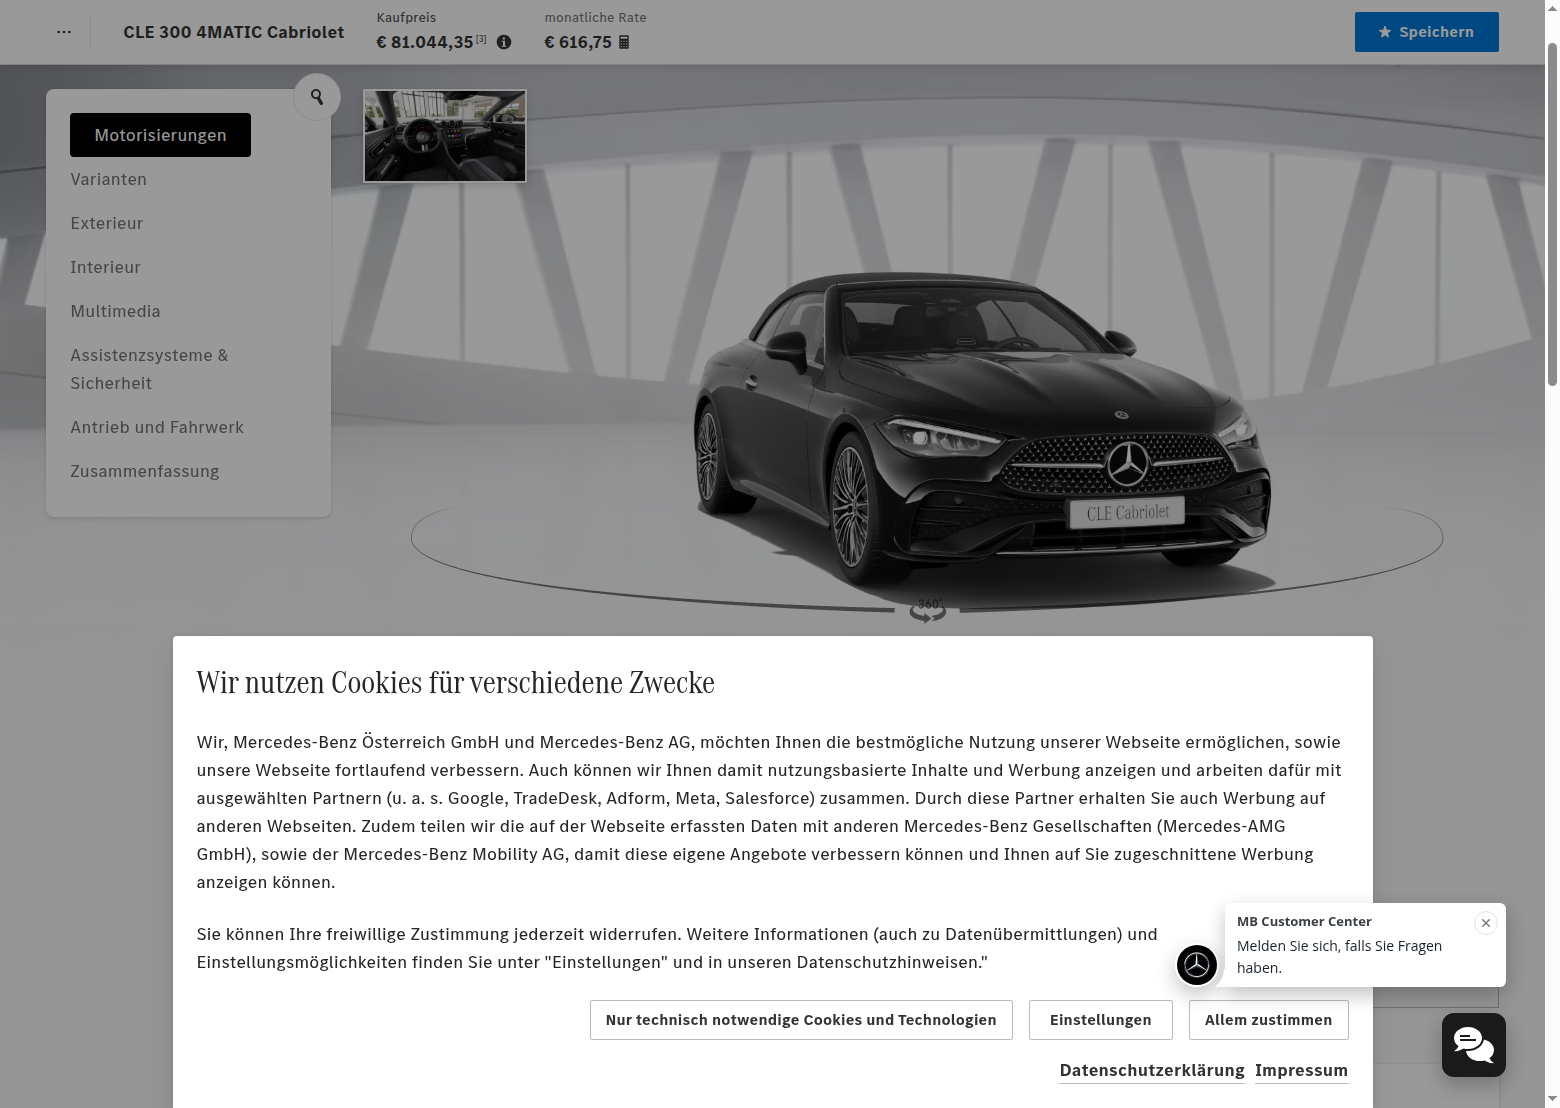 CLE 300 4MATIC Cabriolet
Kaufpreis
€ 81.044,35 [3]
monatliche Rate
€ 616,75
Speichern
Motorisierungen
Varianten
Exterieur
Interieur
Multimedia
Assistenzsysteme &
Sicherheit
Antrieb und Fahrwerk
Zusammenfassung
CLE Cabriolet
360°
Wir nutzen Cookies für verschiedene Zwecke
Wir, Mercedes-Benz Österreich GmbH und Mercedes-Benz AG, möchten Ihnen die bestmögliche Nutzung unserer Webseite ermöglichen, sowie
unsere Webseite fortlaufend verbessern. Auch können wir Ihnen damit nutzungsbasierte Inhalte und Werbung anzeigen und arbeiten dafür mit
ausgewählten Partnern (u. a. s. Google, TradeDesk, Adform, Meta, Salesforce) zusammen. Durch diese Partner erhalten Sie auch Werbung auf
anderen Webseiten. Zudem teilen wir die auf der Webseite erfassten Daten mit anderen Mercedes-Benz Gesellschaften (Mercedes-AMG
GmbH), sowie der Mercedes-Benz Mobility AG, damit diese eigene Angebote verbessern können und Ihnen auf Sie zugeschnittene Werbung
anzeigen können.
Sie können Ihre freiwillige Zustimmung jederzeit widerrufen. Weitere Informationen (auch zu Datenübermittlungen) und
Einstellungsmöglichkeiten finden Sie unter "Einstellungen" und in unseren Datenschutzhinweisen."
MB Customer Center
Melden Sie sich, falls Sie Fragen
haben.
Nur technisch notwendige Cookies und Technologien
Einstellungen
Allem zustimmen
Datenschutzerklärung
Impressum